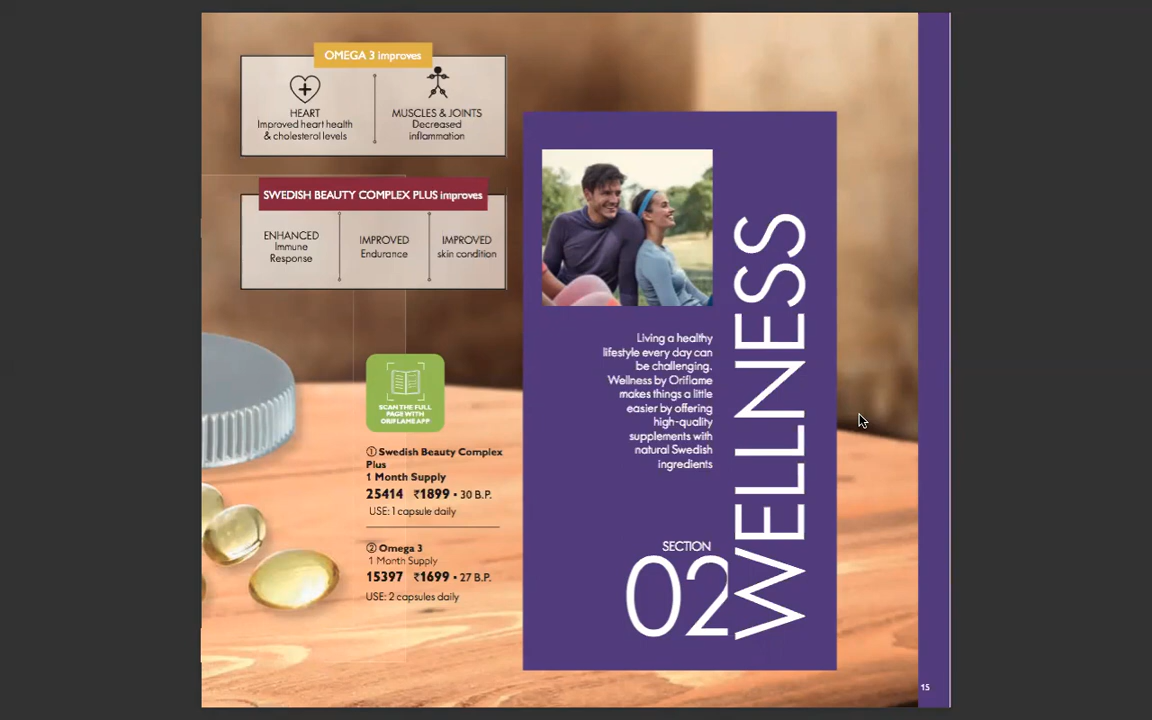 OMEGA 3 improves
HEART
Improved heart health
& cholesterol levels
MUSCLES & JOINTS
Decreased
inflammation
SWEDISH BEAUTY COMPLEX PLUS improves
ENHANCED
Immune
Response
IMPROVED
Endurance
IMPROVED
skin condition
SCAN THE FULL
PAGE WITH
ORIFLAME APP
① Swedish Beauty Complex
Plus
1 Month Supply
25414 ₹1899 • 30 B.P.
USE: 1 capsule daily
② Omega 3
1 Month Supply
15397 ₹1699 • 27 B.P.
USE: 2 capsules daily
Living a healthy
lifestyle every day can
be challenging.
Wellness by Oriflame
makes things a little
easier by offering
high-quality
supplements with
natural Swedish
ingredients
SECTION
02
WELLNESS
15